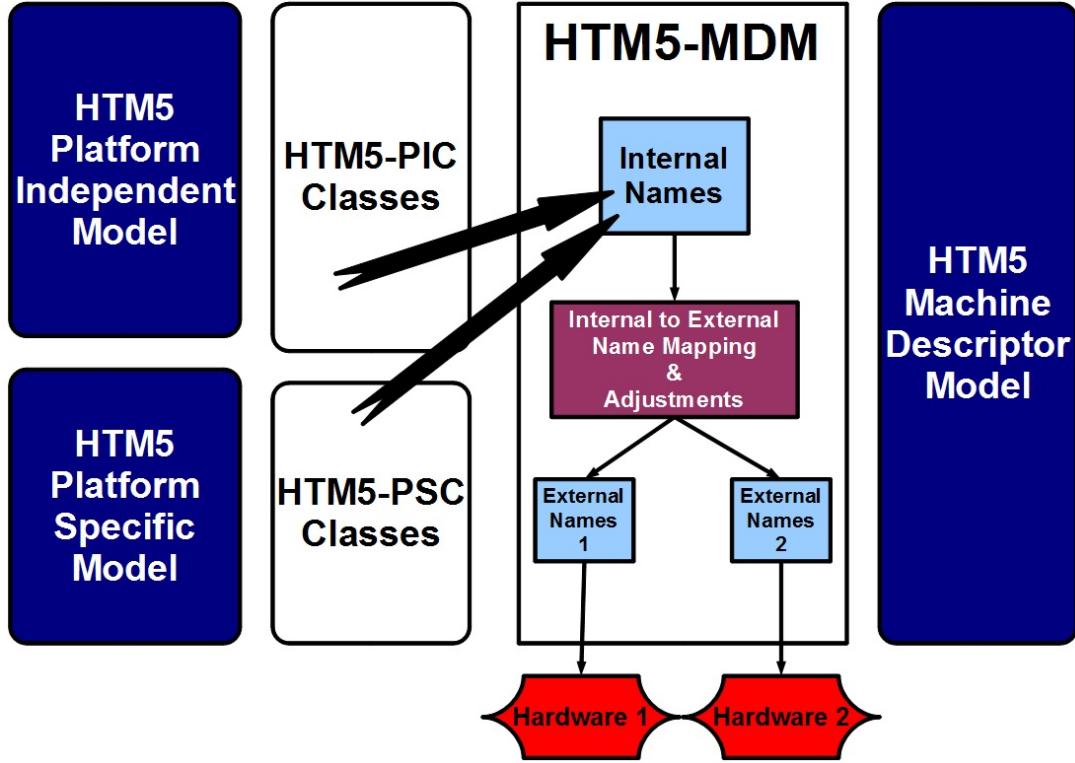 HTM5
Platform
Independent
Model
HTM5
Platform
Specific
Model
HTM5-PIC
Classes
HTM5-PSC
Classes
HTM5-MDM
Internal
Names
Internal to External
Name Mapping
&
Adjustments
External
Names
1
External
Names
2
Hardware 1
Hardware 2
HTM5
Machine
Descriptor
Model